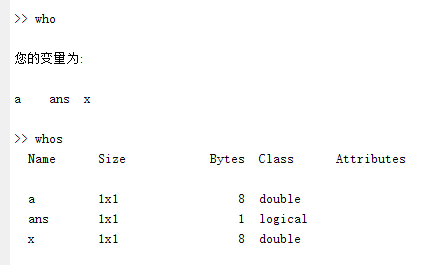 >> who
您的变量为:
a    ans  x
>> whos
  Name      Size            Bytes  Class      Attributes
  a         1x1                 8  double
  ans       1x1                 1  logical
  x         1x1                 8  double